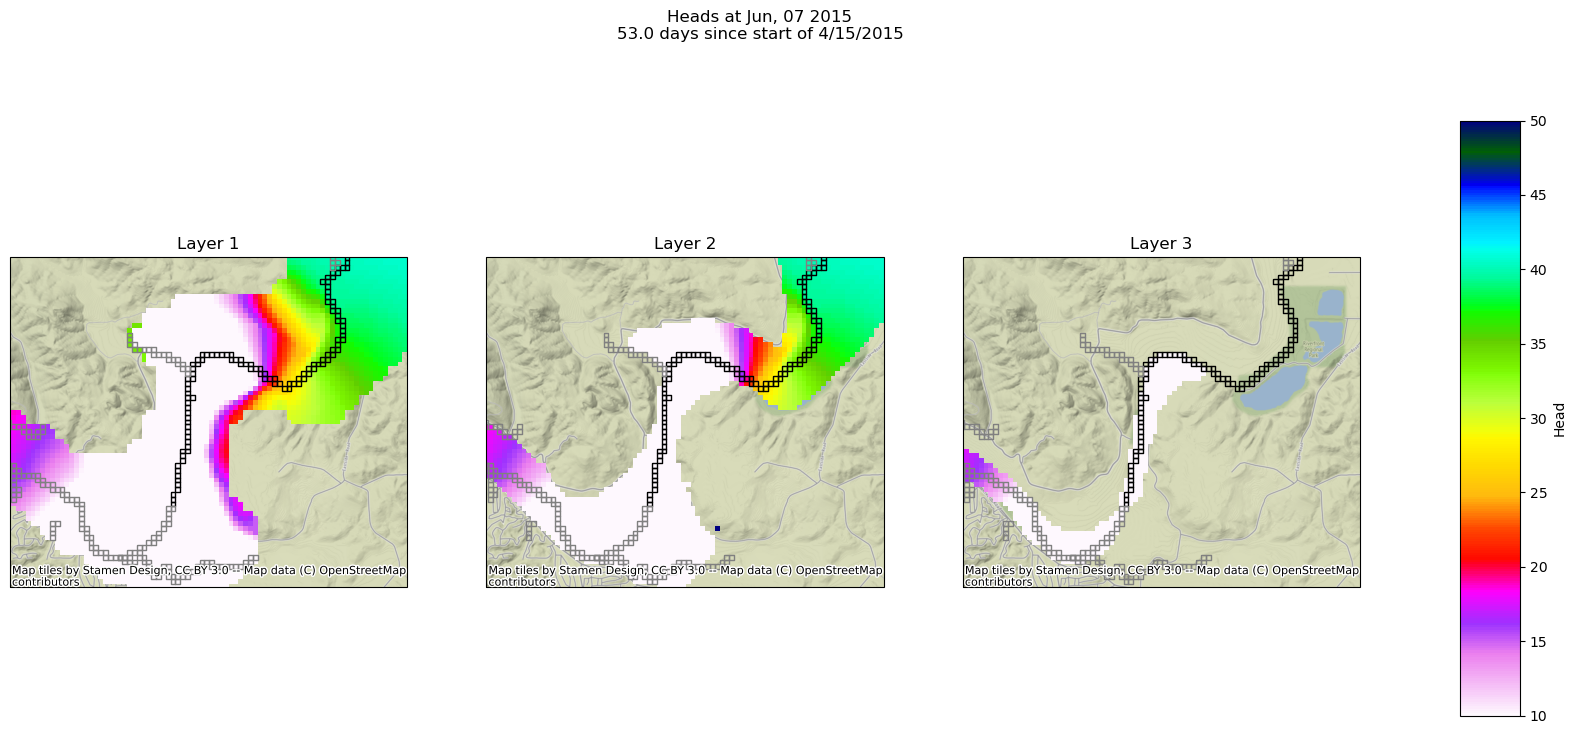 Heads at Jun, 07 2015
53.0 days since start of 4/15/2015
Layer 1
Layer 2
Layer 3
Map tiles by Stamen Design, CC BY 3.0 -- Map data (C) OpenStreetMap
contributors
Map tiles by Stamen Design, CC BY 3.0 -- Map data (C) OpenStreetMap
contributors
Map tiles by Stamen Design, CC BY 3.0 -- Map data (C) OpenStreetMap
contributors
50
45
40
35
30
25
20
15
10
Head